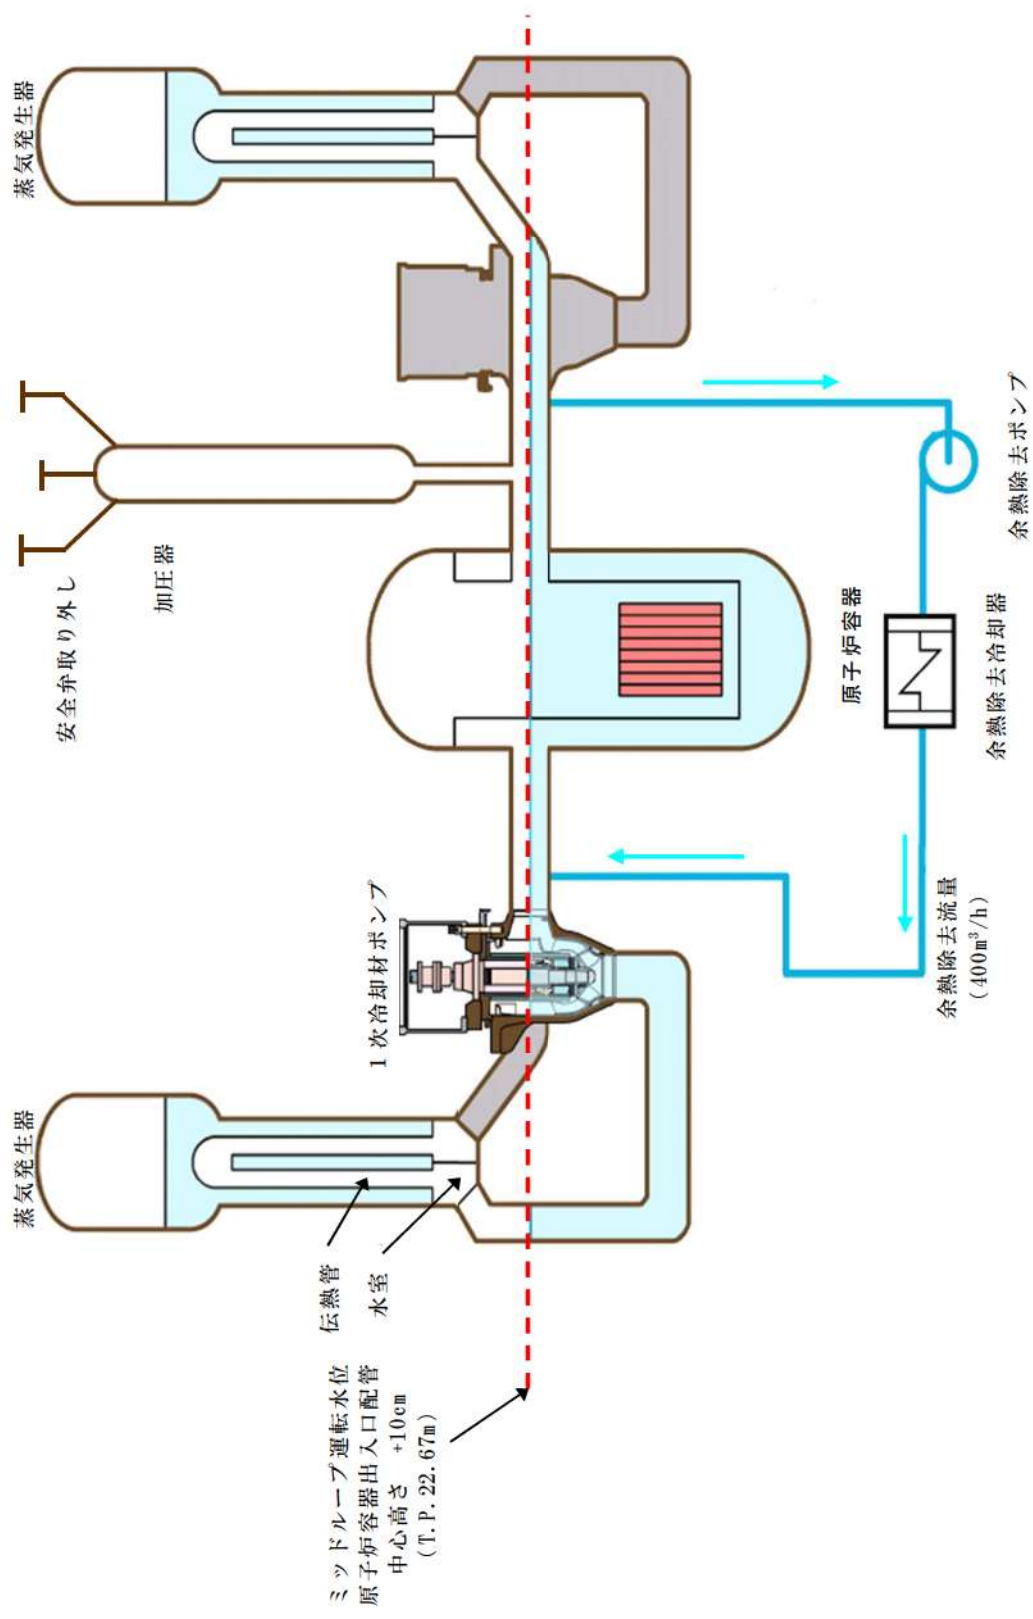 蒸気発生器
蒸気発生器
安全弁取り外し
加圧器
1次冷却材ポンプ
伝熱管
水室
ミッドループ運転水位
原子炉容器出入口配管
中心高さ +10cm
(T.P.22.67m)
原子炉容器
余熱除去冷却器
余熱除去ポンプ
余熱除去流量
(400m³/h)